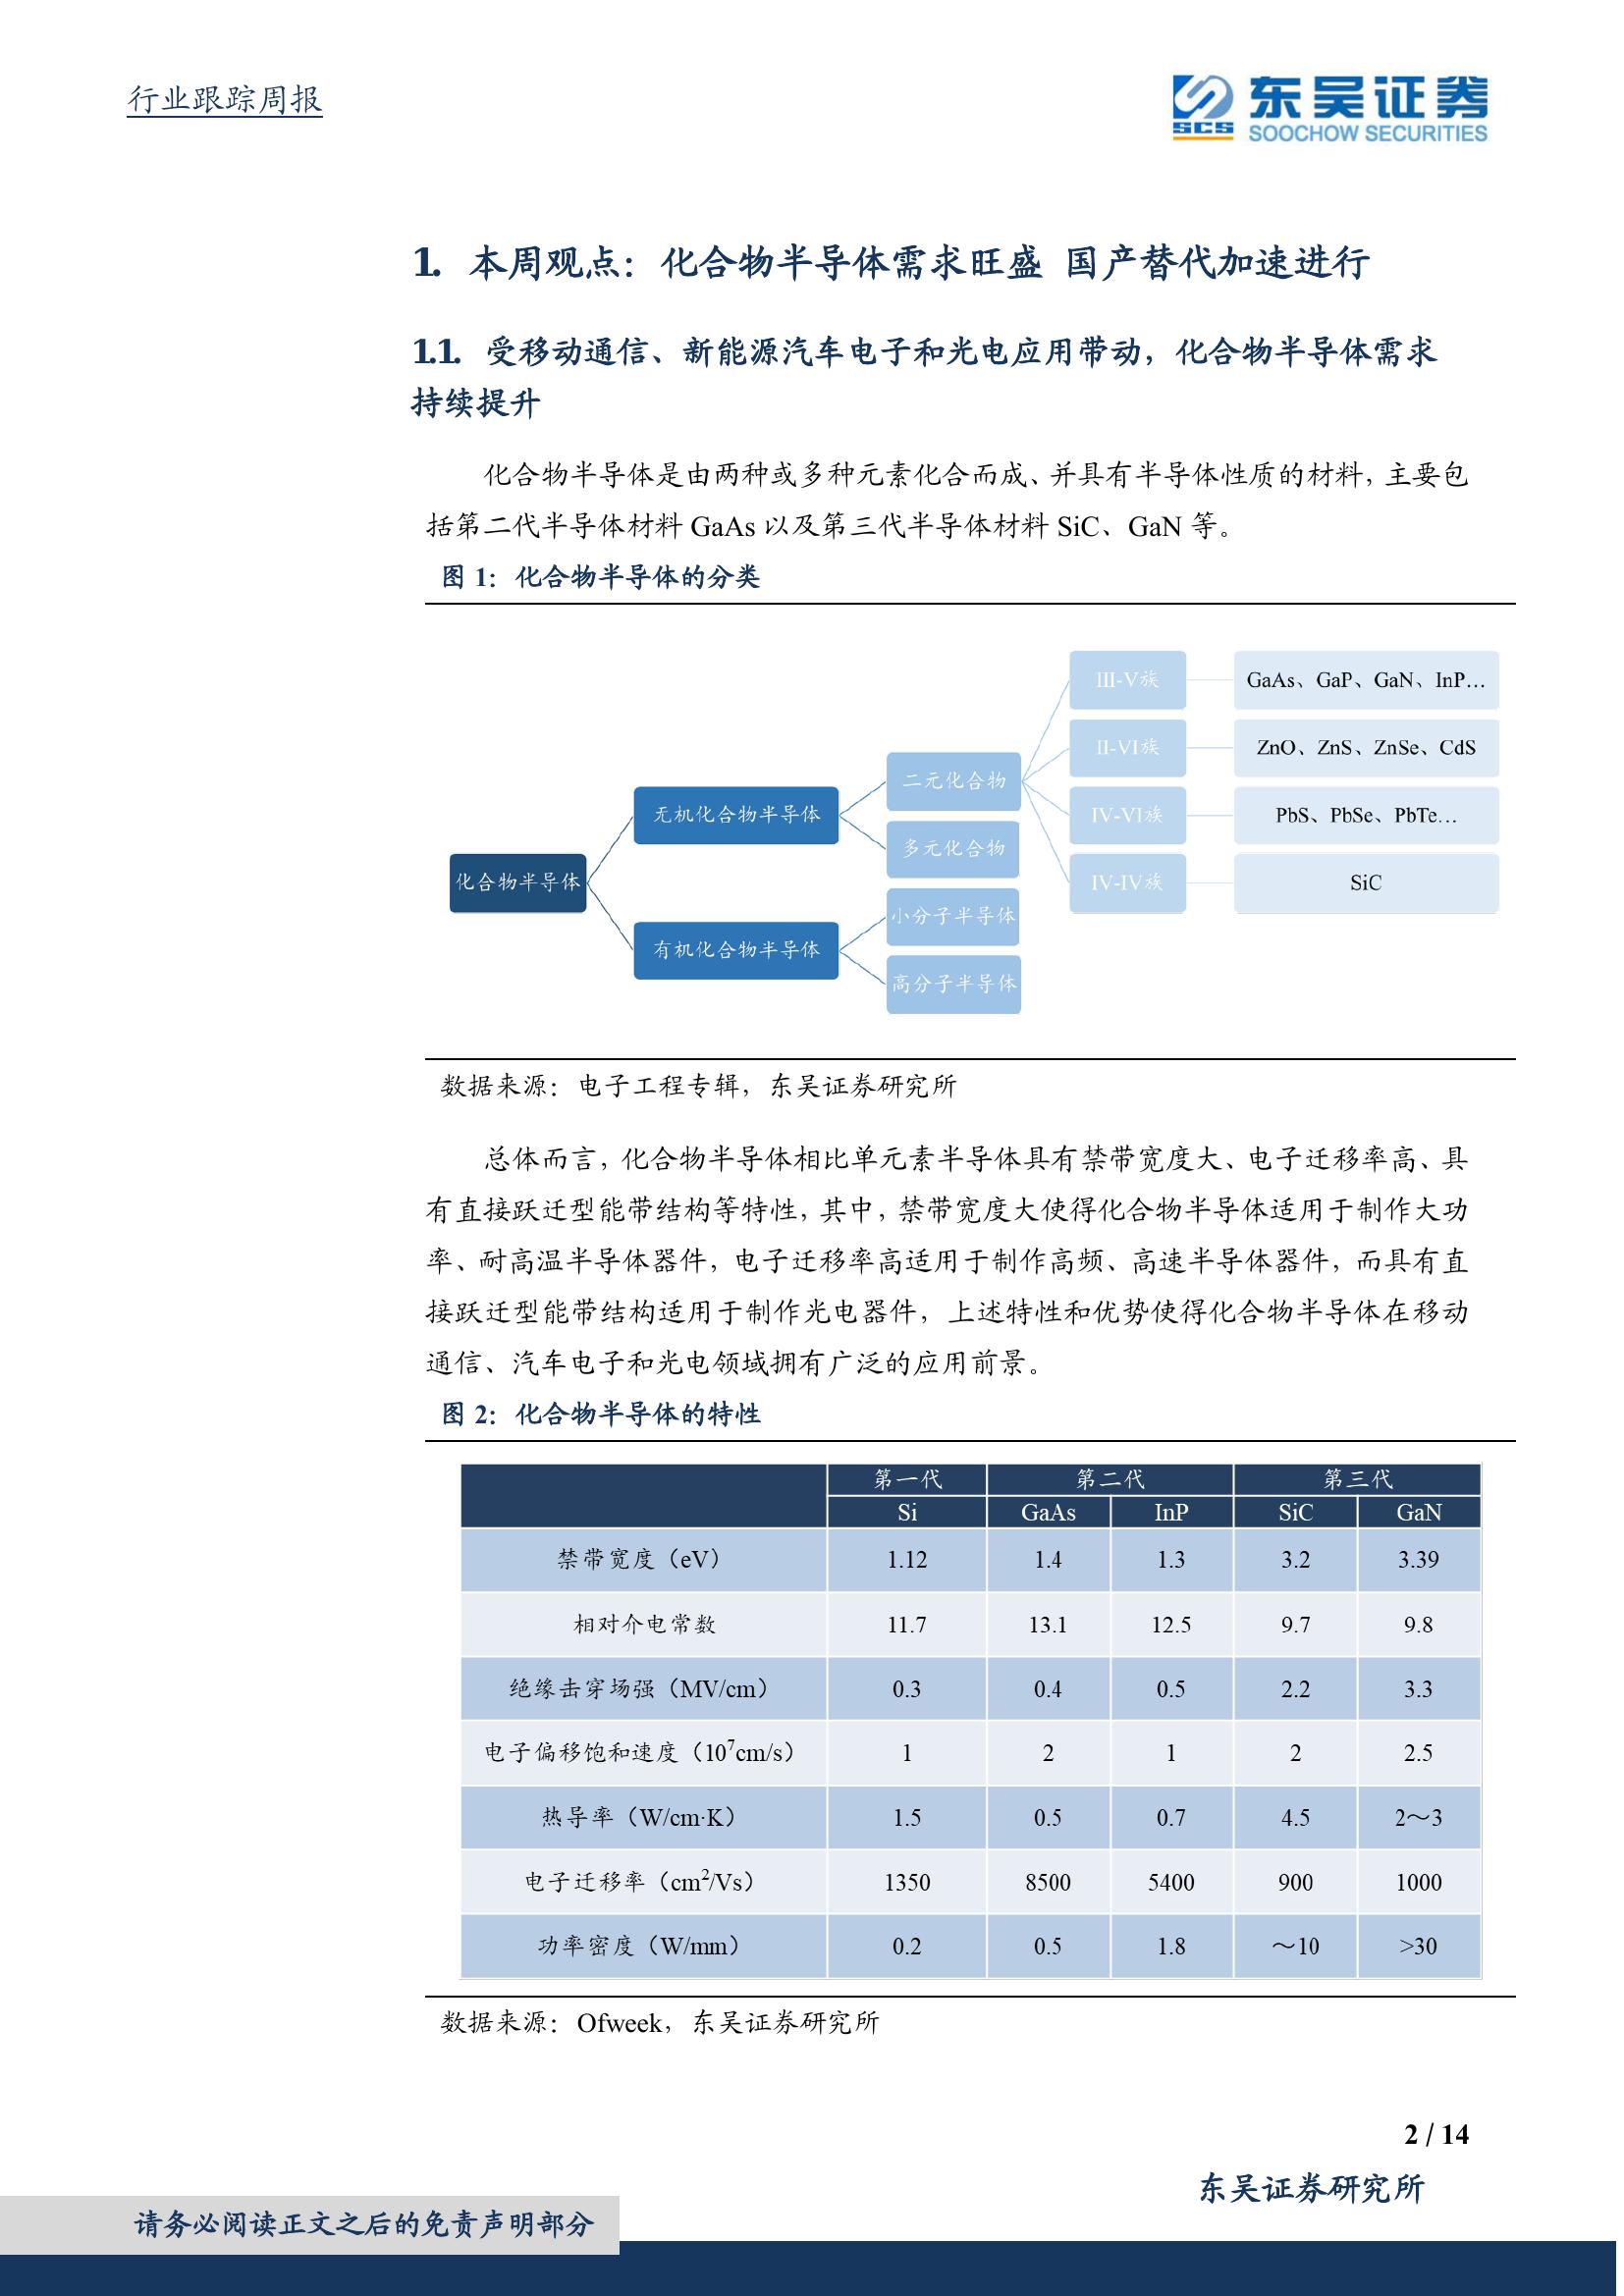 行业跟踪周报
东吴证券
SCS
SOOCHOW SECURITIES
1. 本周观点：化合物半导体需求旺盛 国产替代加速进行
1.1. 受移动通信、新能源汽车电子和光电应用带动，化合物半导体需求
持续提升
化合物半导体是由两种或多种元素化合而成、并具有半导体性质的材料，主要包
括第二代半导体材料 GaAs 以及第三代半导体材料 SiC、GaN 等。
图 1：化合物半导体的分类
化合物半导体
无机化合物半导体
有机化合物半导体
二元化合物
多元化合物
小分子半导体
高分子半导体
III-V族
GaAs、GaP、GaN、InP…
II-VI族
ZnO、ZnS、ZnSe、CdS
IV-VI族
PbS、PbSe、PbTe…
IV-IV族
SiC
数据来源：电子工程专辑，东吴证券研究所
总体而言，化合物半导体相比单元素半导体具有禁带宽度大、电子迁移率高、具
有直接跃迁型能带结构等特性，其中，禁带宽度大使得化合物半导体适用于制作大功
率、耐高温半导体器件，电子迁移率高适用于制作高频、高速半导体器件，而具有直
接跃迁型能带结构适用于制作光电器件，上述特性和优势使得化合物半导体在移动
通信、汽车电子和光电领域拥有广泛的应用前景。
图 2：化合物半导体的特性
第一代 第二代 第三代
Si GaAs InP SiC GaN
禁带宽度（eV） 1.12 1.4 1.3 3.2 3.39
相对介电常数 11.7 13.1 12.5 9.7 9.8
绝缘击穿场强（MV/cm） 0.3 0.4 0.5 2.2 3.3
电子偏移饱和速度（10⁷cm/s） 1 2 1 2 2.5
热导率（W/cm·K） 1.5 0.5 0.7 4.5 2～3
电子迁移率（cm²/Vs） 1350 8500 5400 900 1000
功率密度（W/mm） 0.2 0.5 1.8 ～10 >30
数据来源：Ofweek，东吴证券研究所
2 / 14
东吴证券研究所
请务必阅读正文之后的免责声明部分